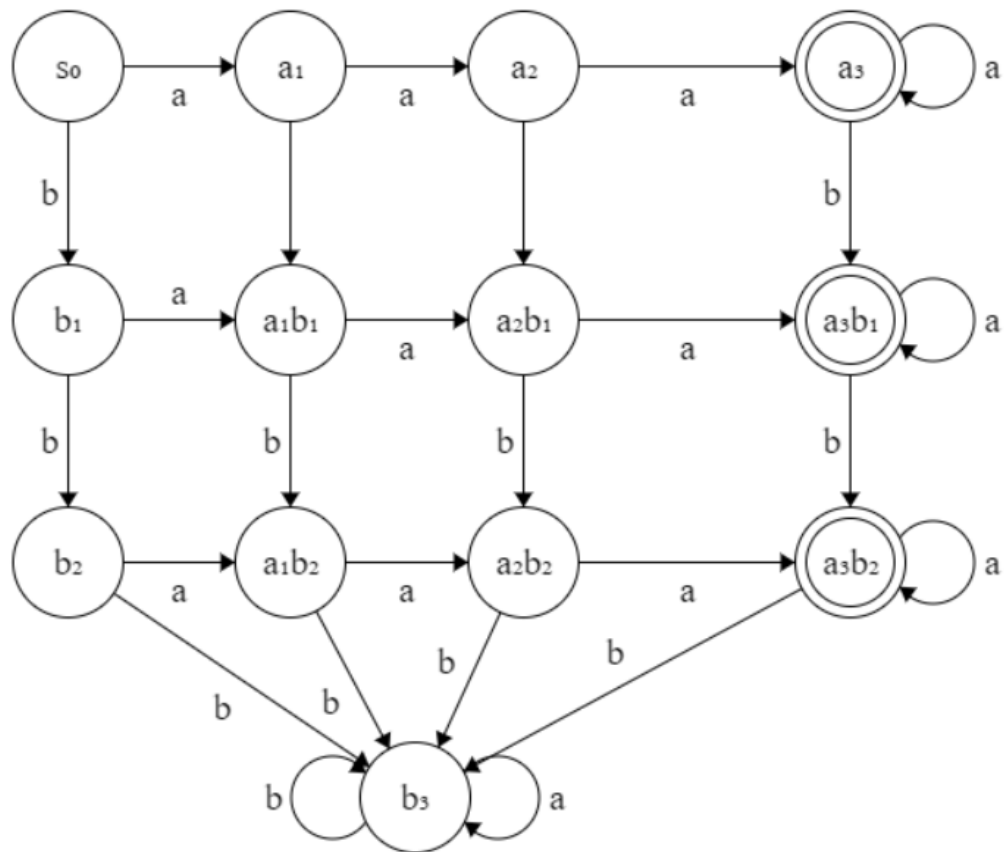 s₀ a₁ a₂ a₃ a
a a a
b b
b₁ a a₁b₁ a₂b₁ a₃b₁ a
a a
b b b b
b₂ a₁b₂ a₂b₂ a₃b₂ a
a a a
b b b b
b b₃ a